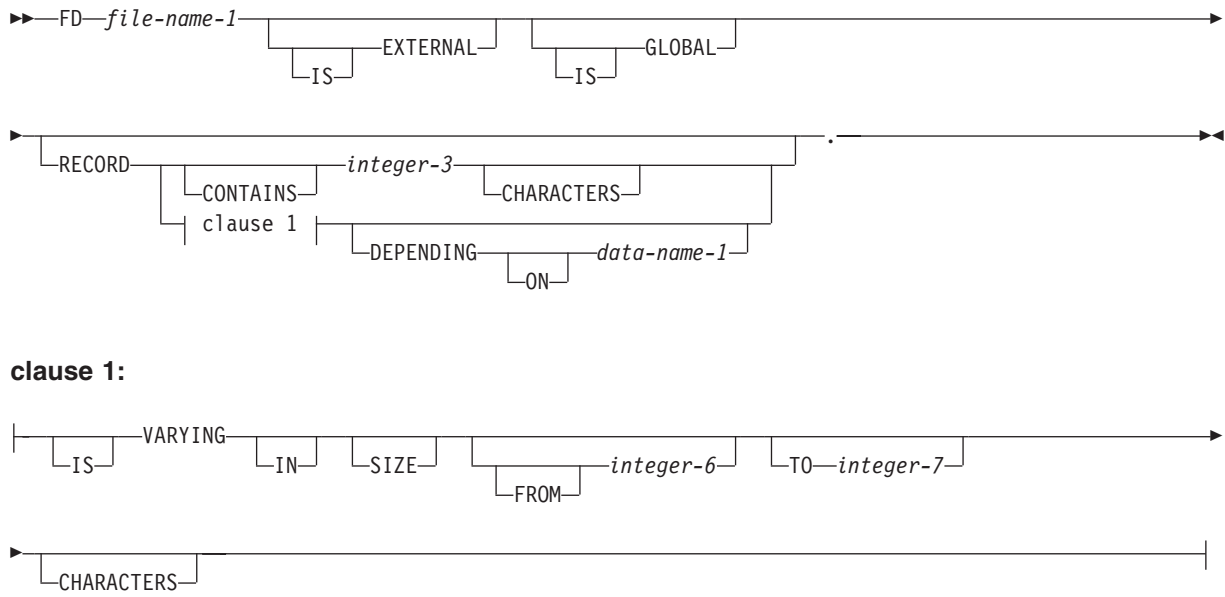 FD file-name-1 EXTERNAL GLOBAL
IS IS
RECORD integer-3 .
CONTAINS CHARACTERS
clause 1
DEPENDING data-name-1
ON
clause 1:
VARYING
IS IN SIZE integer-6 TO integer-7
FROM
CHARACTERS